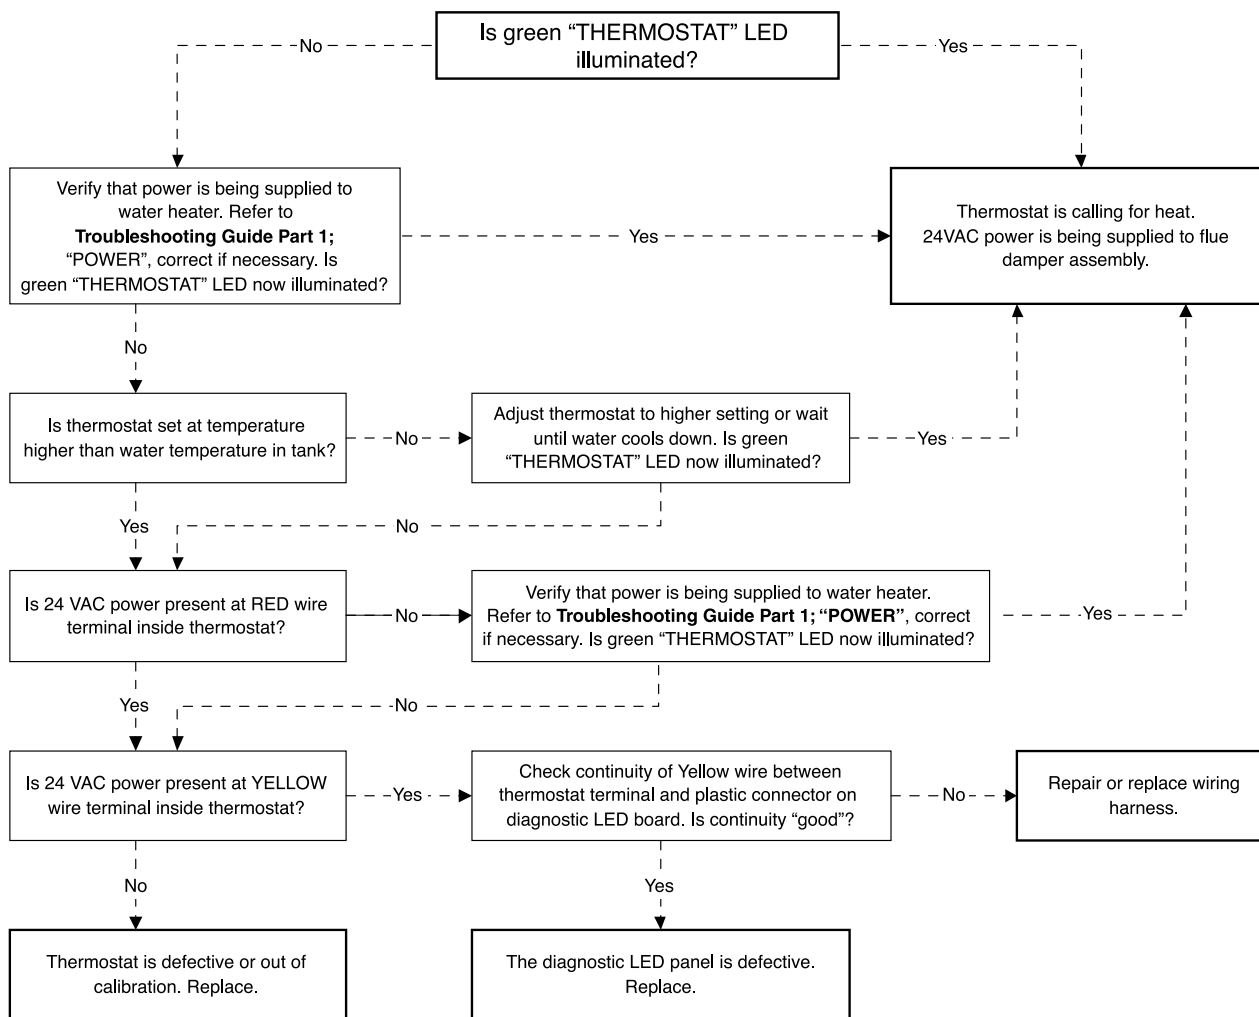 Is green “THERMOSTAT” LED
illuminated?
No
Yes
Verify that power is being supplied to
water heater. Refer to
Troubleshooting Guide Part 1;
“POWER”, correct if necessary. Is
green “THERMOSTAT” LED now illuminated?
Yes
Thermostat is calling for heat.
24VAC power is being supplied to flue
damper assembly.
No
Is thermostat set at temperature
higher than water temperature in tank?
No
Adjust thermostat to higher setting or wait
until water cools down. Is green
“THERMOSTAT” LED now illuminated?
Yes
Yes
No
Is 24 VAC power present at RED wire
terminal inside thermostat?
No
Verify that power is being supplied to water heater.
Refer to Troubleshooting Guide Part 1; “POWER”, correct
if necessary. Is green “THERMOSTAT” LED now illuminated?
Yes
Yes
No
Is 24 VAC power present at YELLOW
wire terminal inside thermostat?
Yes
Check continuity of Yellow wire between
thermostat terminal and plastic connector on
diagnostic LED board. Is continuity “good”?
No
Repair or replace wiring
harness.
No
Yes
Thermostat is defective or out of
calibration. Replace.
The diagnostic LED panel is defective.
Replace.